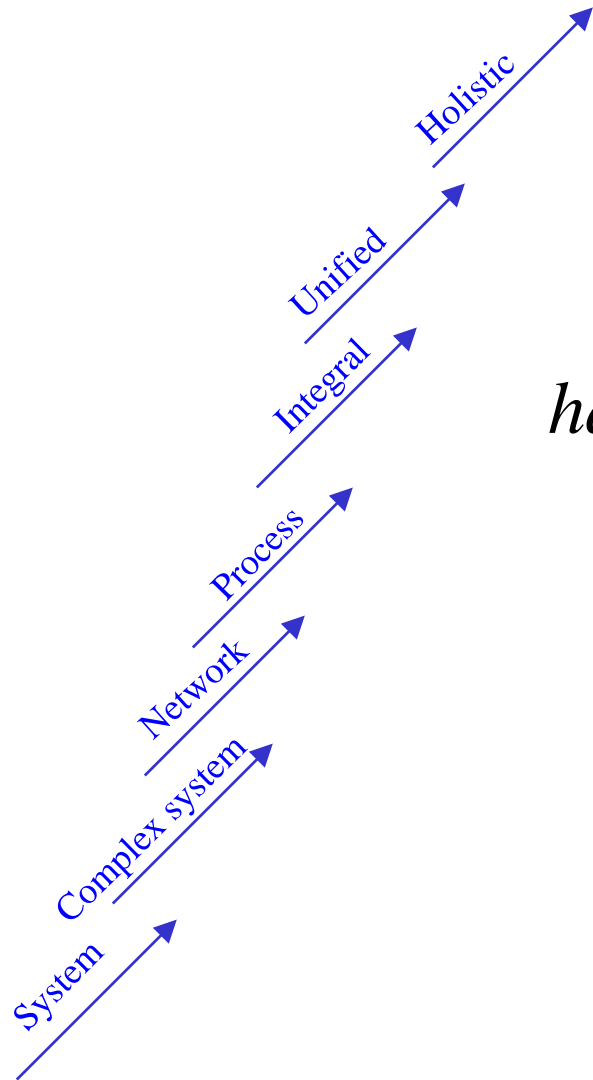 Holistic
Unified
Integral
Process
Network
Complex system
System